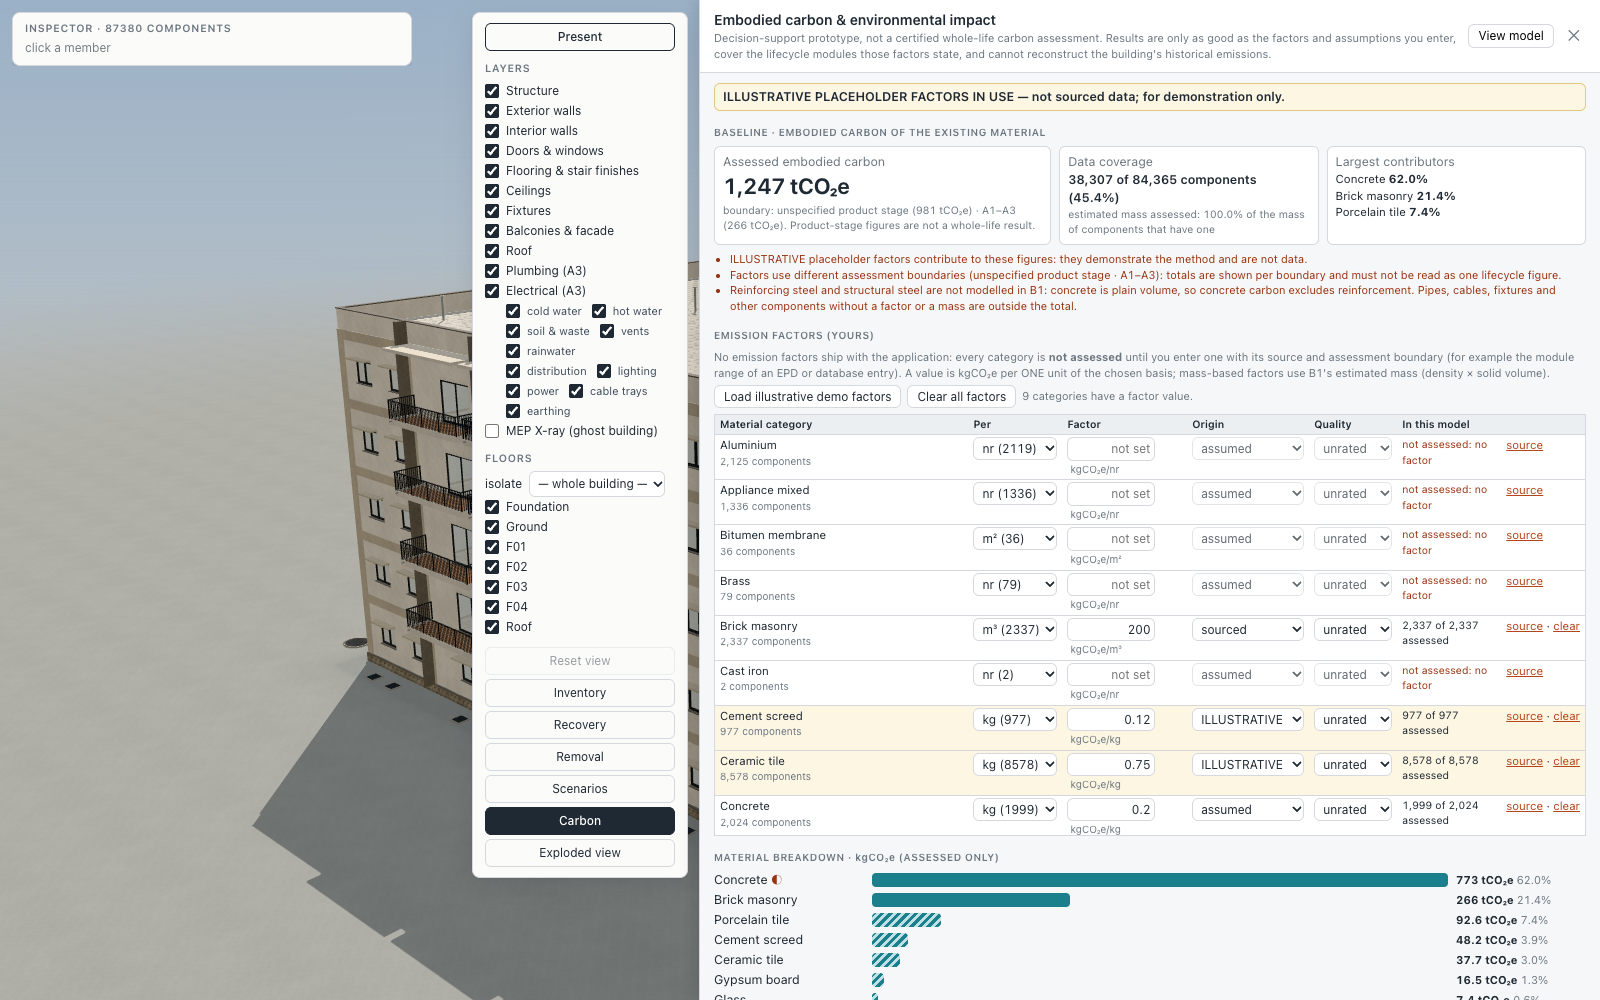 INSPECTOR · 87380 COMPONENTS
click a member
Present
LAYERS
Structure
Exterior walls
Interior walls
Doors & windows
Flooring & stair finishes
Ceilings
Fixtures
Balconies & facade
Roof
Plumbing (A3)
Electrical (A3)
cold water hot water
soil & waste vents
rainwater
distribution lighting
power cable trays
earthing
MEP X-ray (ghost building)
FLOORS
isolate — whole building —
Foundation
Ground
F01
F02
F03
F04
Roof
Reset view
Inventory
Recovery
Removal
Scenarios
Carbon
Exploded view
Embodied carbon & environmental impact
Decision-support prototype, not a certified whole-life carbon assessment. Results are only as good as the factors and assumptions you enter,
cover the lifecycle modules those factors state, and cannot reconstruct the building's historical emissions.
View model
ILLUSTRATIVE PLACEHOLDER FACTORS IN USE — not sourced data; for demonstration only.
BASELINE · EMBODIED CARBON OF THE EXISTING MATERIAL
Assessed embodied carbon
1,247 tCO₂e
boundary: unspecified product stage (981 tCO₂e) · A1–A3
(266 tCO₂e). Product-stage figures are not a whole-life result.
Data coverage
38,307 of 84,365 components
(45.4%)
estimated mass assessed: 100.0% of the mass
of components that have one
Largest contributors
Concrete 62.0%
Brick masonry 21.4%
Porcelain tile 7.4%
• ILLUSTRATIVE placeholder factors contribute to these figures: they demonstrate the method and are not data.
• Factors use different assessment boundaries (unspecified product stage · A1–A3): totals are shown per boundary and must not be read as one lifecycle figure.
• Reinforcing steel and structural steel are not modelled in B1: concrete is plain volume, so concrete carbon excludes reinforcement. Pipes, cables, fixtures and
other components without a factor or a mass are outside the total.
EMISSION FACTORS (YOURS)
No emission factors ship with the application: every category is not assessed until you enter one with its source and assessment boundary (for example the module
range of an EPD or database entry). A value is kgCO₂e per ONE unit of the chosen basis; mass-based factors use B1's estimated mass (density × solid volume).
Load illustrative demo factors Clear all factors 9 categories have a factor value.
Material category Per Factor Origin Quality In this model
Aluminium nr (2119) not set assumed unrated not assessed: no source
2,125 components kgCO₂e/nr factor
Appliance mixed nr (1336) not set assumed unrated not assessed: no source
1,336 components kgCO₂e/nr factor
Bitumen membrane m² (36) not set assumed unrated not assessed: no source
36 components kgCO₂e/m² factor
Brass nr (79) not set assumed unrated not assessed: no source
79 components kgCO₂e/nr factor
Brick masonry m³ (2337) 200 sourced unrated 2,337 of 2,337 source · clear
2,337 components kgCO₂e/m³ assessed
Cast iron nr (2) not set assumed unrated not assessed: no source
2 components kgCO₂e/nr factor
Cement screed kg (977) 0.12 ILLUSTRATIVE unrated 977 of 977 source · clear
977 components kgCO₂e/kg assessed
Ceramic tile kg (8578) 0.75 ILLUSTRATIVE unrated 8,578 of 8,578 source · clear
8,578 components kgCO₂e/kg assessed
Concrete kg (1999) 0.2 assumed unrated 1,999 of 2,024 source · clear
2,024 components kgCO₂e/kg assessed
MATERIAL BREAKDOWN · kgCO₂e (ASSESSED ONLY)
Concrete 773 tCO₂e 62.0%
Brick masonry 266 tCO₂e 21.4%
Porcelain tile 92.6 tCO₂e 7.4%
Cement screed 48.2 tCO₂e 3.9%
Ceramic tile 37.7 tCO₂e 3.0%
Gypsum board 16.5 tCO₂e 1.3%
Glass 7.4 tCO₂e 0.6%